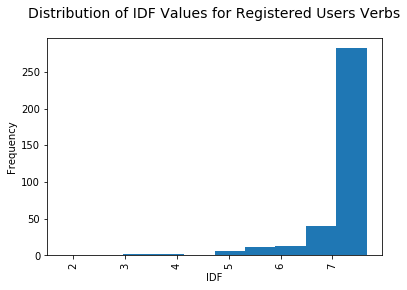 Distribution of IDF Values for Registered Users Verbs
Frequency
250
200
150
100
50
0
2 3 4 5 6 7
IDF